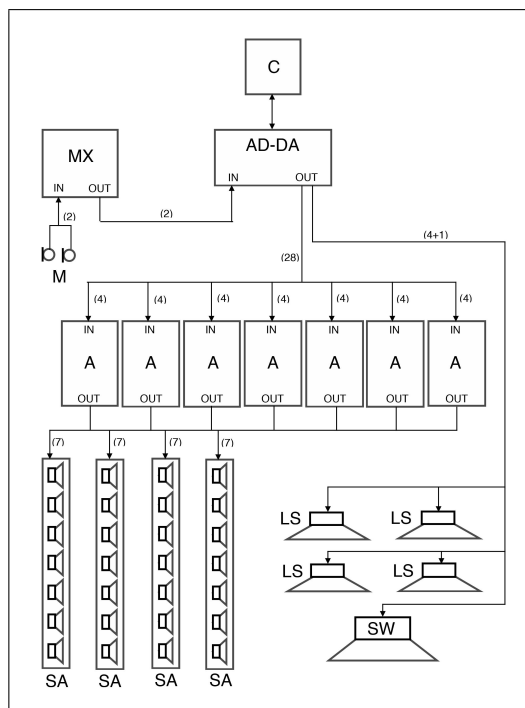 C
AD-DA
IN OUT
MX
IN OUT
(2)
(2)
M
(4+1)
(28)
(4) (4) (4) (4) (4) (4) (4)
IN IN IN IN IN IN IN
A A A A A A A
OUT OUT OUT OUT OUT OUT OUT
(7) (7) (7) (7)
LS LS
LS LS
SW
SA SA SA SA